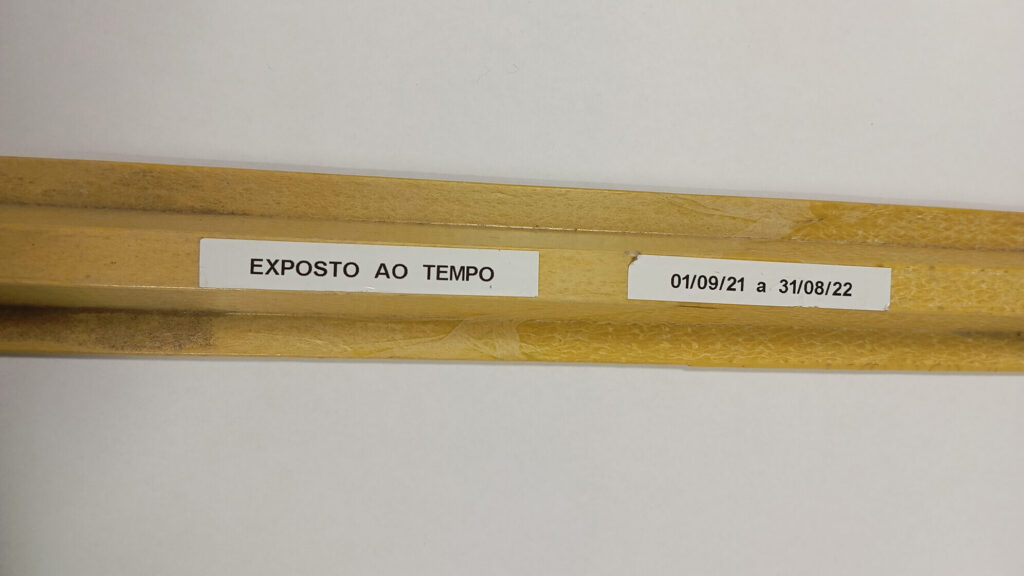 EXPOSTO AO TEMPO
01/09/21 a 31/08/22